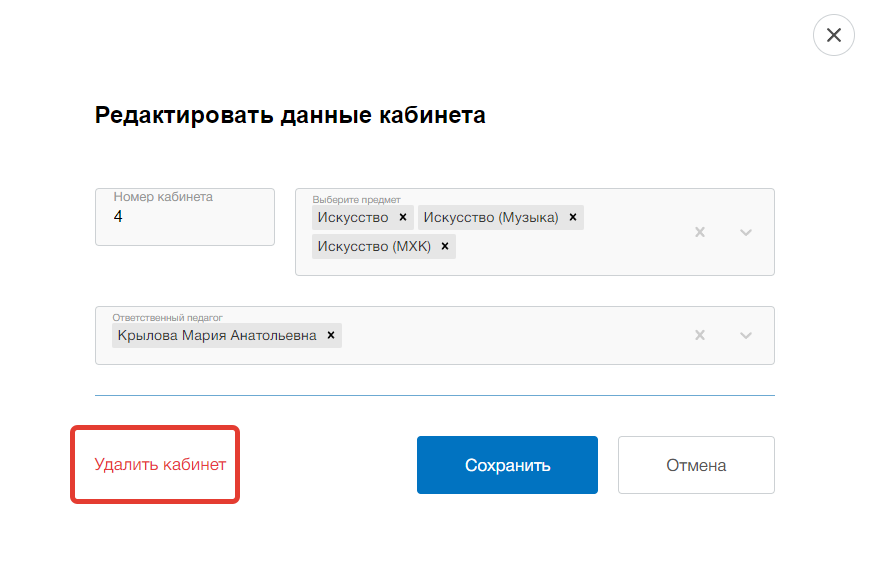 Редактировать данные кабинета
Номер кабинета
4
Выберите предмет
Искусство × Искусство (Музыка) ×
Искусство (МХК) ×
Ответственный педагог
Крылова Мария Анатольевна ×
Удалить кабинет
Сохранить
Отмена